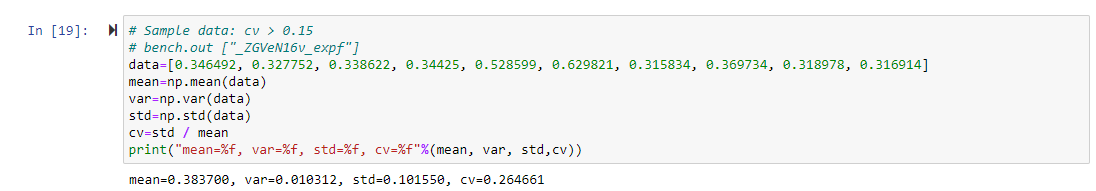 In [19]:
# Sample data: cv > 0.15
# bench.out ["_ZGVeN16v_expf"]
data=[0.346492, 0.327752, 0.338622, 0.34425, 0.528599, 0.629821, 0.315834, 0.369734, 0.318978, 0.316914]
mean=np.mean(data)
var=np.var(data)
std=np.std(data)
cv=std / mean
print("mean=%f, var=%f, std=%f, cv=%f"%(mean, var, std,cv))
mean=0.383700, var=0.010312, std=0.101550, cv=0.264661